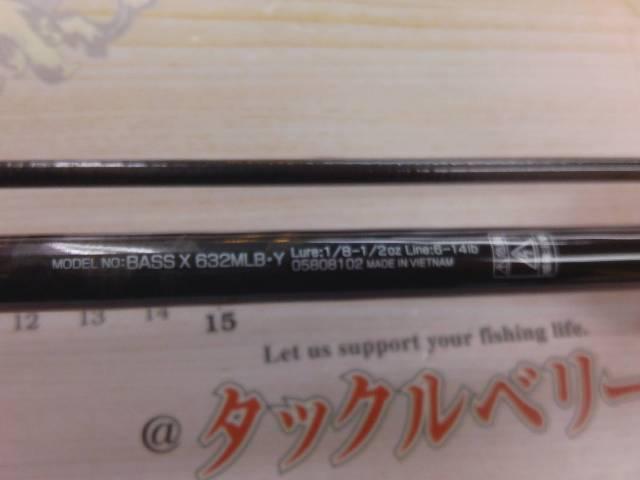 MODEL NO:BASS X 632MLB・Y Lure:1/8-1/2oz Line:6-14lb
05808102 MADE IN VIETNAM
12 13 14 15
Let us support your fishing life.
@タックルベリー